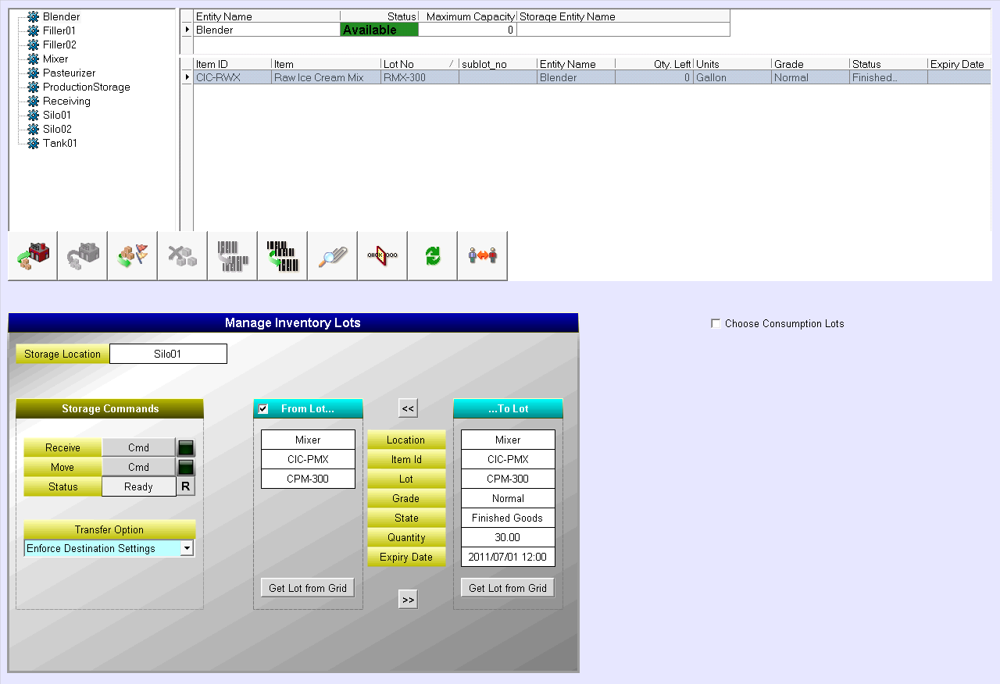 Blender
Filler01
Filler02
Mixer
Pasteurizer
ProductionStorage
Receiving
Silo01
Silo02
Tank01
Entity Name Status Maximum Capacity Storage Entity Name
Blender Available 0
Item ID Item Lot No sublot_no Entity Name Qty. Left Units Grade Status Expiry Date
CIC-RWX Raw Ice Cream Mix RMX-300 Blender 0 Gallon Normal Finished...
Manage Inventory Lots
Choose Consumption Lots
Storage Location Silo01
Storage Commands
Receive Cmd
Move Cmd
Status Ready R
Transfer Option
Enforce Destination Settings
From Lot... << ...To Lot
Mixer Location Mixer
CIC-PMX Item Id CIC-PMX
CPM-300 Lot CPM-300
Grade Normal
State Finished Goods
Quantity 30.00
Expiry Date 2011/07/01 12:00
Get Lot from Grid >> Get Lot from Grid